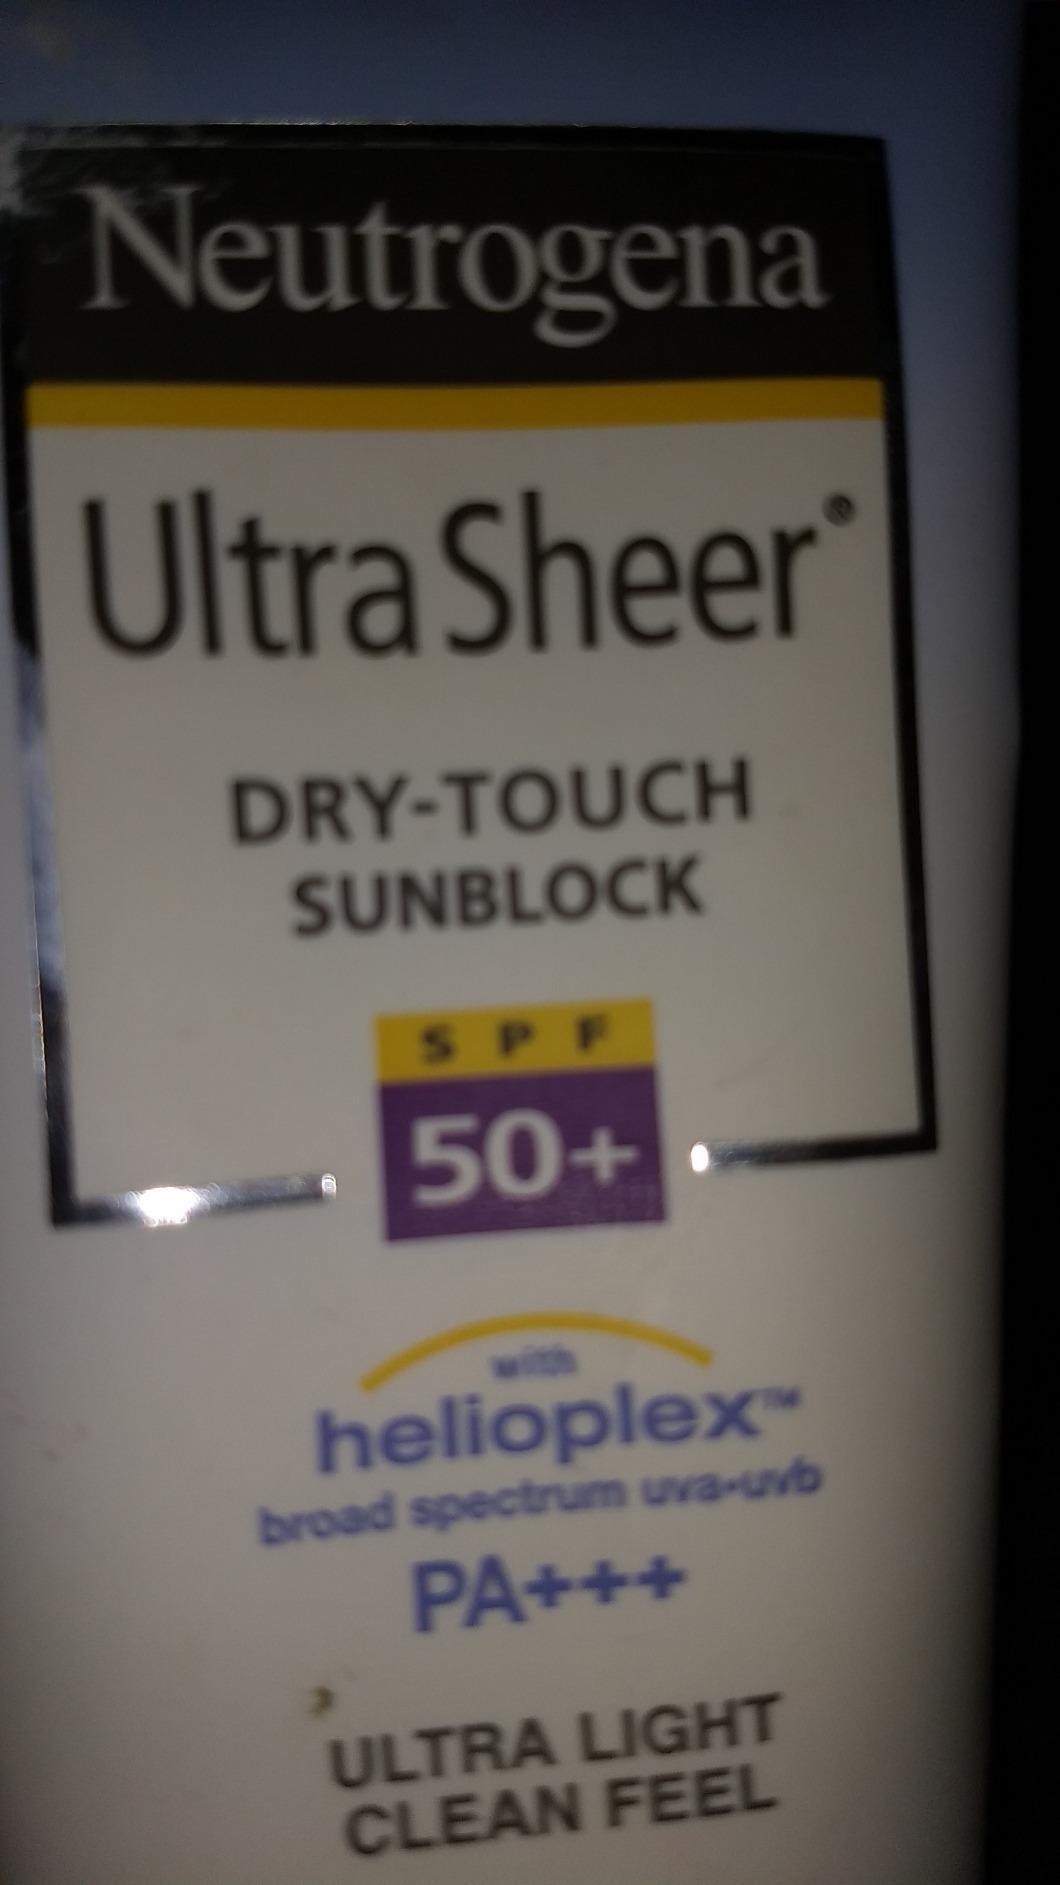 Neutrogena
Ultra Sheer®
DRY-TOUCH
SUNBLOCK
SPF
50+
with
helioplex™
broad spectrum uva•uvb
PA+++
ULTRA LIGHT
CLEAN FEEL